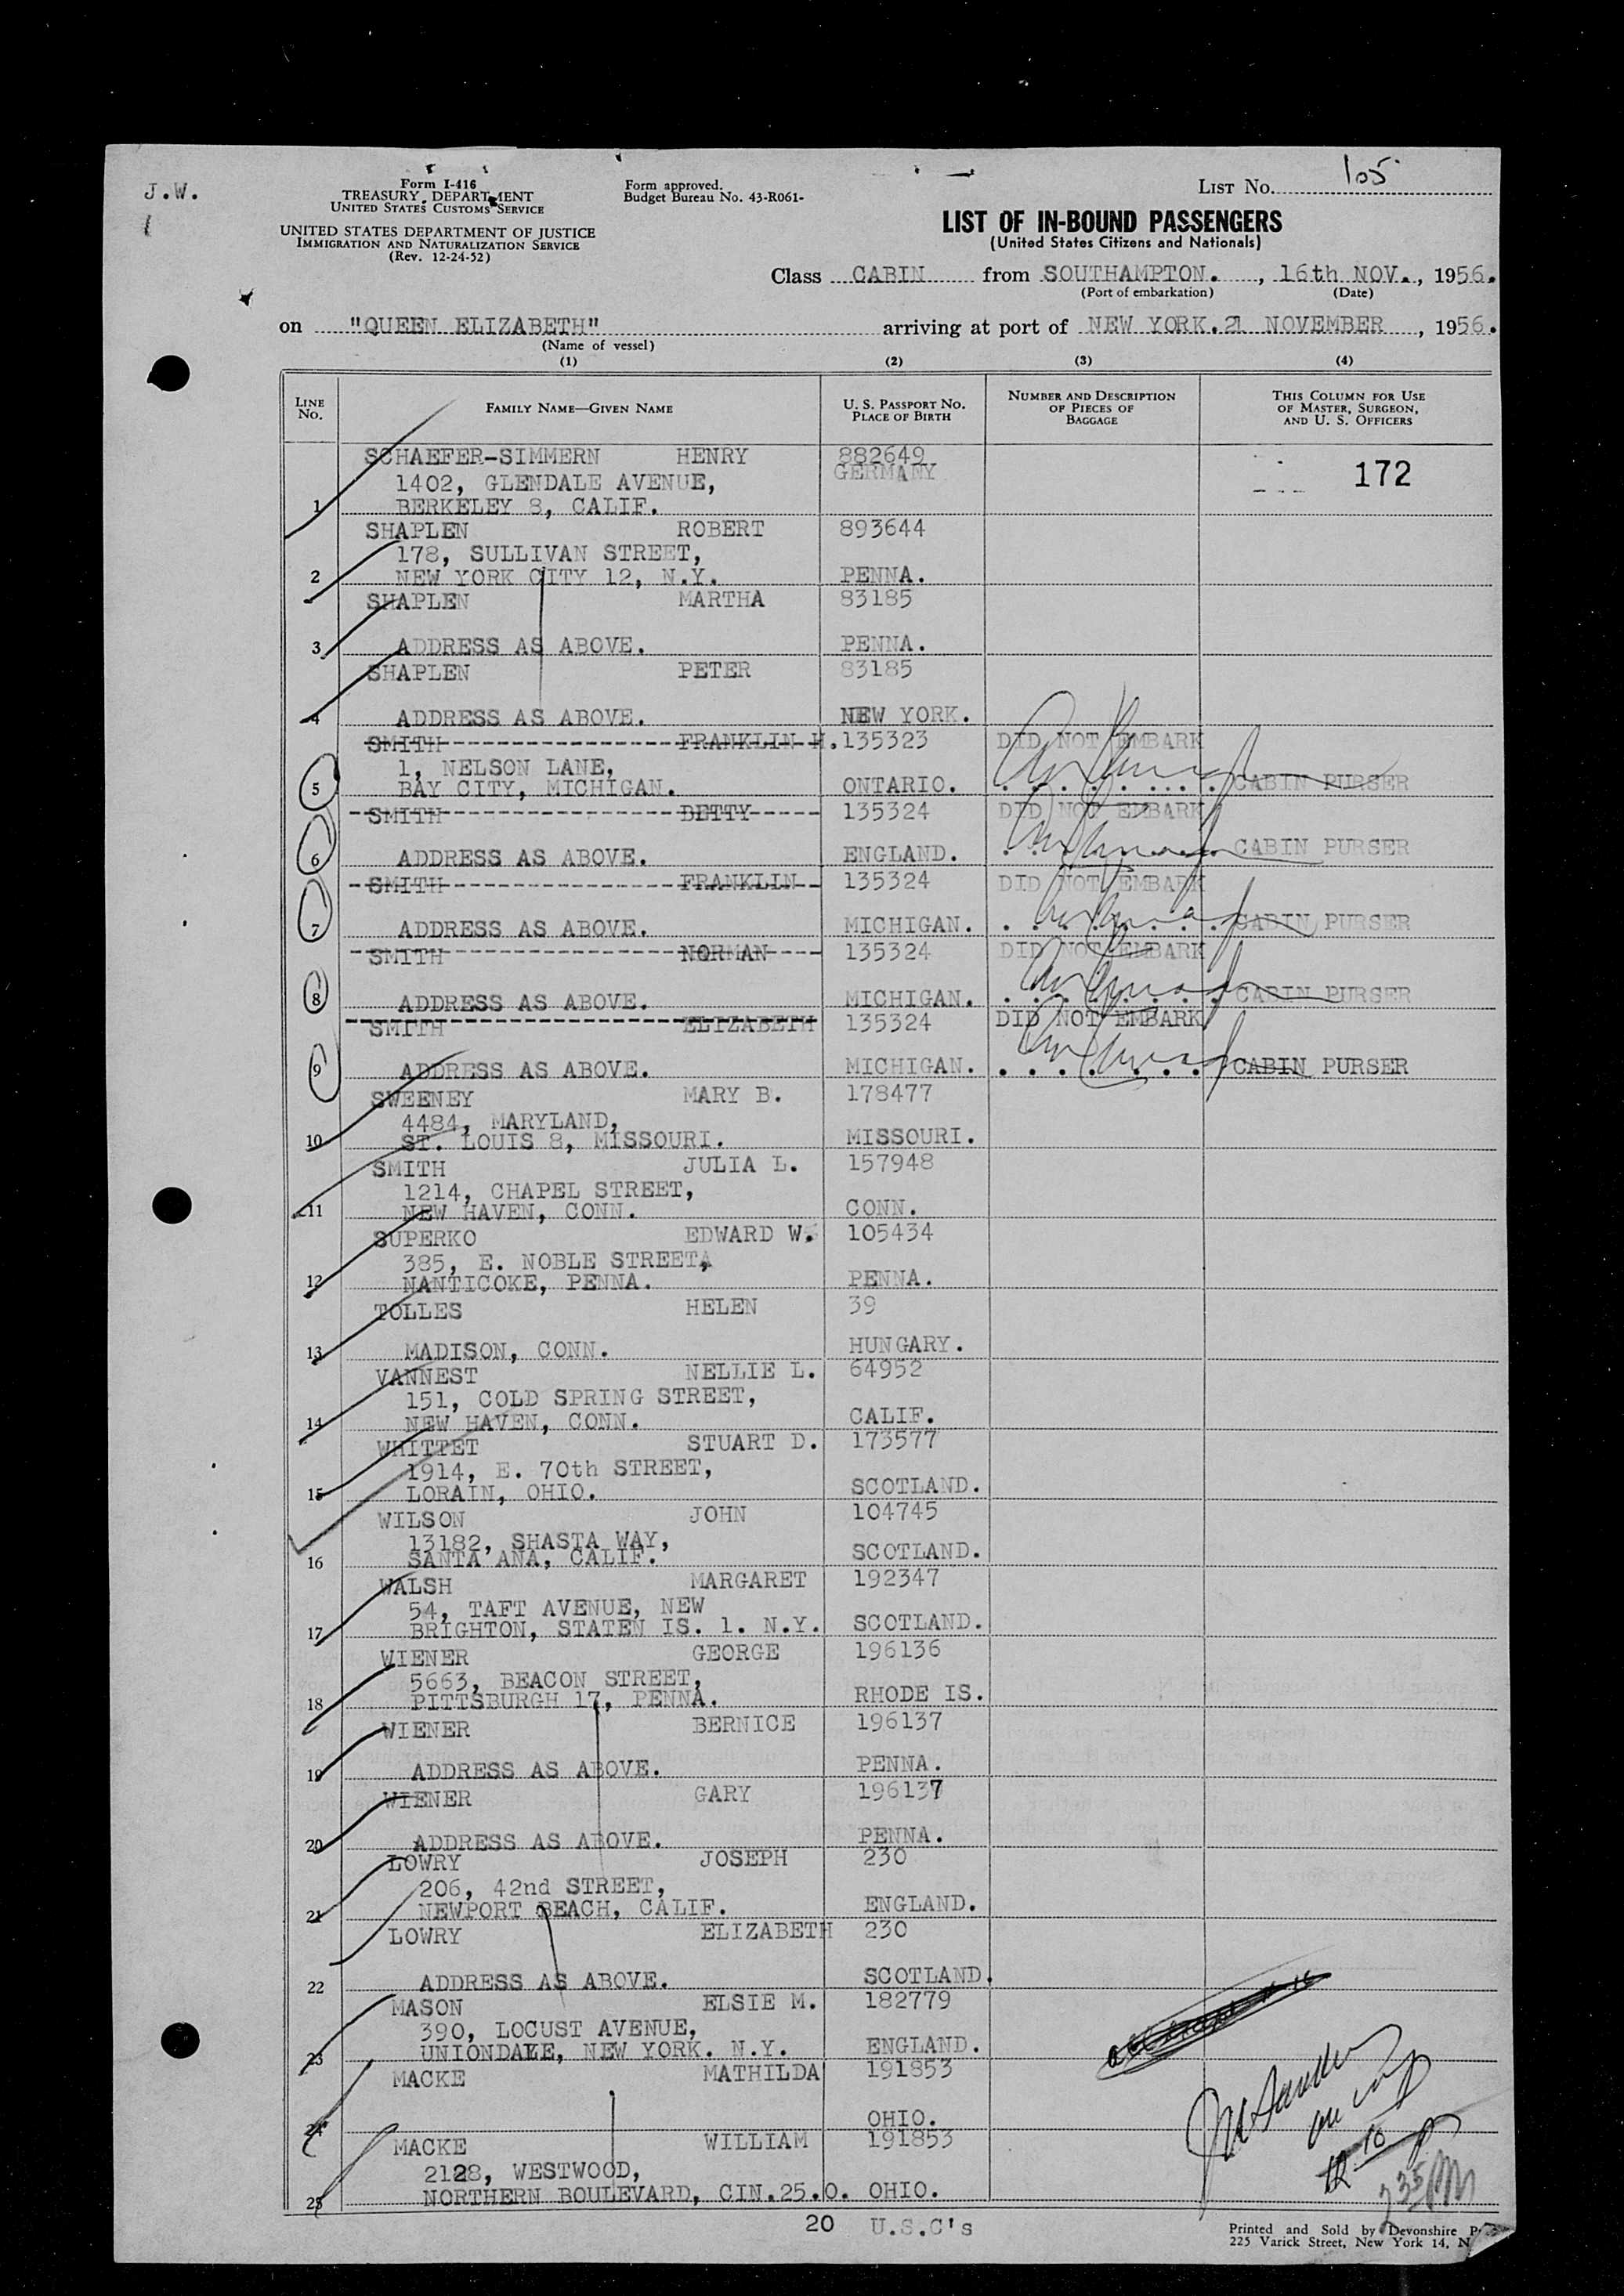 J.W.
Form I-416
TREASURY DEPARTMENT
UNITED STATES CUSTOMS SERVICE
UNITED STATES DEPARTMENT OF JUSTICE
IMMIGRATION AND NATURALIZATION SERVICE
(Rev. 12-24-52)
Form approved.
Budget Bureau No. 43-R061-
LIST NO. 105
LIST OF IN-BOUND PASSENGERS
(United States Citizens and Nationals)
Class CABIN from SOUTHAMPTON. , 16th NOV., 1956.
(Port of embarkation) (Date)
on "QUEEN ELIZABETH" arriving at port of NEW YORK. 21 NOVEMBER , 1956.
(Name of vessel)
(1) (2) (3) (4)
LINE NO. FAMILY NAME—GIVEN NAME U. S. PASSPORT NO. PLACE OF BIRTH NUMBER AND DESCRIPTION OF PIECES OF BAGGAGE THIS COLUMN FOR USE OF MASTER, SURGEON, AND U. S. OFFICERS
SCHAEFER-SIMMERN HENRY 882649
1402, GLENDALE AVENUE, GERMANY 172
1 BERKELEY 8, CALIF.
SHAPLEN ROBERT 893644
178, SULLIVAN STREET,
2 NEW YORK CITY 12, N.Y. PENNA.
SHAPLEN MARTHA 83185
3 ADDRESS AS ABOVE. PENNA.
SHAPLEN PETER 83185
4 ADDRESS AS ABOVE. NEW YORK.
SMITH FRANKLIN H. 135323 DID NOT EMBARK
1, NELSON LANE,
5 BAY CITY, MICHIGAN. ONTARIO. CABIN PURSER
SMITH BETTY 135324 DID NOT EMBARK
6 ADDRESS AS ABOVE. ENGLAND. CABIN PURSER
SMITH FRANKLIN 135324 DID NOT EMBARK
7 ADDRESS AS ABOVE. MICHIGAN. CABIN PURSER
SMITH NORMAN 135324 DID NOT EMBARK
8 ADDRESS AS ABOVE. MICHIGAN. CABIN PURSER
SMITH ELIZABETH 135324 DID NOT EMBARK
9 ADDRESS AS ABOVE. MICHIGAN. CABIN PURSER
SWEENEY MARY B. 178477
4484, MARYLAND,
10 ST. LOUIS 8, MISSOURI. MISSOURI.
SMITH JULIA L. 157948
1214, CHAPEL STREET,
11 NEW HAVEN, CONN. CONN.
SUPERKO EDWARD W. 105434
385, E. NOBLE STREET,
12 NANTICOKE, PENNA. PENNA.
TOLLES HELEN 39
13 MADISON, CONN. HUNGARY.
VANNEST NELLIE L. 64952
151, COLD SPRING STREET,
14 NEW HAVEN, CONN. CALIF.
WHITTET STUART D. 173577
1914, E. 70th STREET,
15 LORAIN, OHIO. SCOTLAND.
WILSON JOHN 104745
13182, SHASTA WAY,
16 SANTA ANA, CALIF. SCOTLAND.
WALSH MARGARET 192347
54, TAFT AVENUE, NEW
17 BRIGHTON, STATEN IS. 1. N.Y. SCOTLAND.
WIENER GEORGE 196136
5663, BEACON STREET,
18 PITTSBURGH 17, PENNA. RHODE IS.
WIENER BERNICE 196137
19 ADDRESS AS ABOVE. PENNA.
WIENER GARY 196137
20 ADDRESS AS ABOVE. PENNA.
LOWRY JOSEPH 230
206, 42nd STREET,
21 NEWPORT BEACH, CALIF. ENGLAND.
LOWRY ELIZABETH 230
22 ADDRESS AS ABOVE. SCOTLAND.
MASON ELSIE M. 182779
390, LOCUST AVENUE,
23 UNIONDALE, NEW YORK. N.Y. ENGLAND.
MACKE MATHILDA 191853
24 OHIO.
MACKE WILLIAM 191853
2128, WESTWOOD,
25 NORTHERN BOULEVARD, CIN.25.O. OHIO.
20 U.S.C's
Printed and Sold by Devonshire
225 Varick Street, New York 14, N